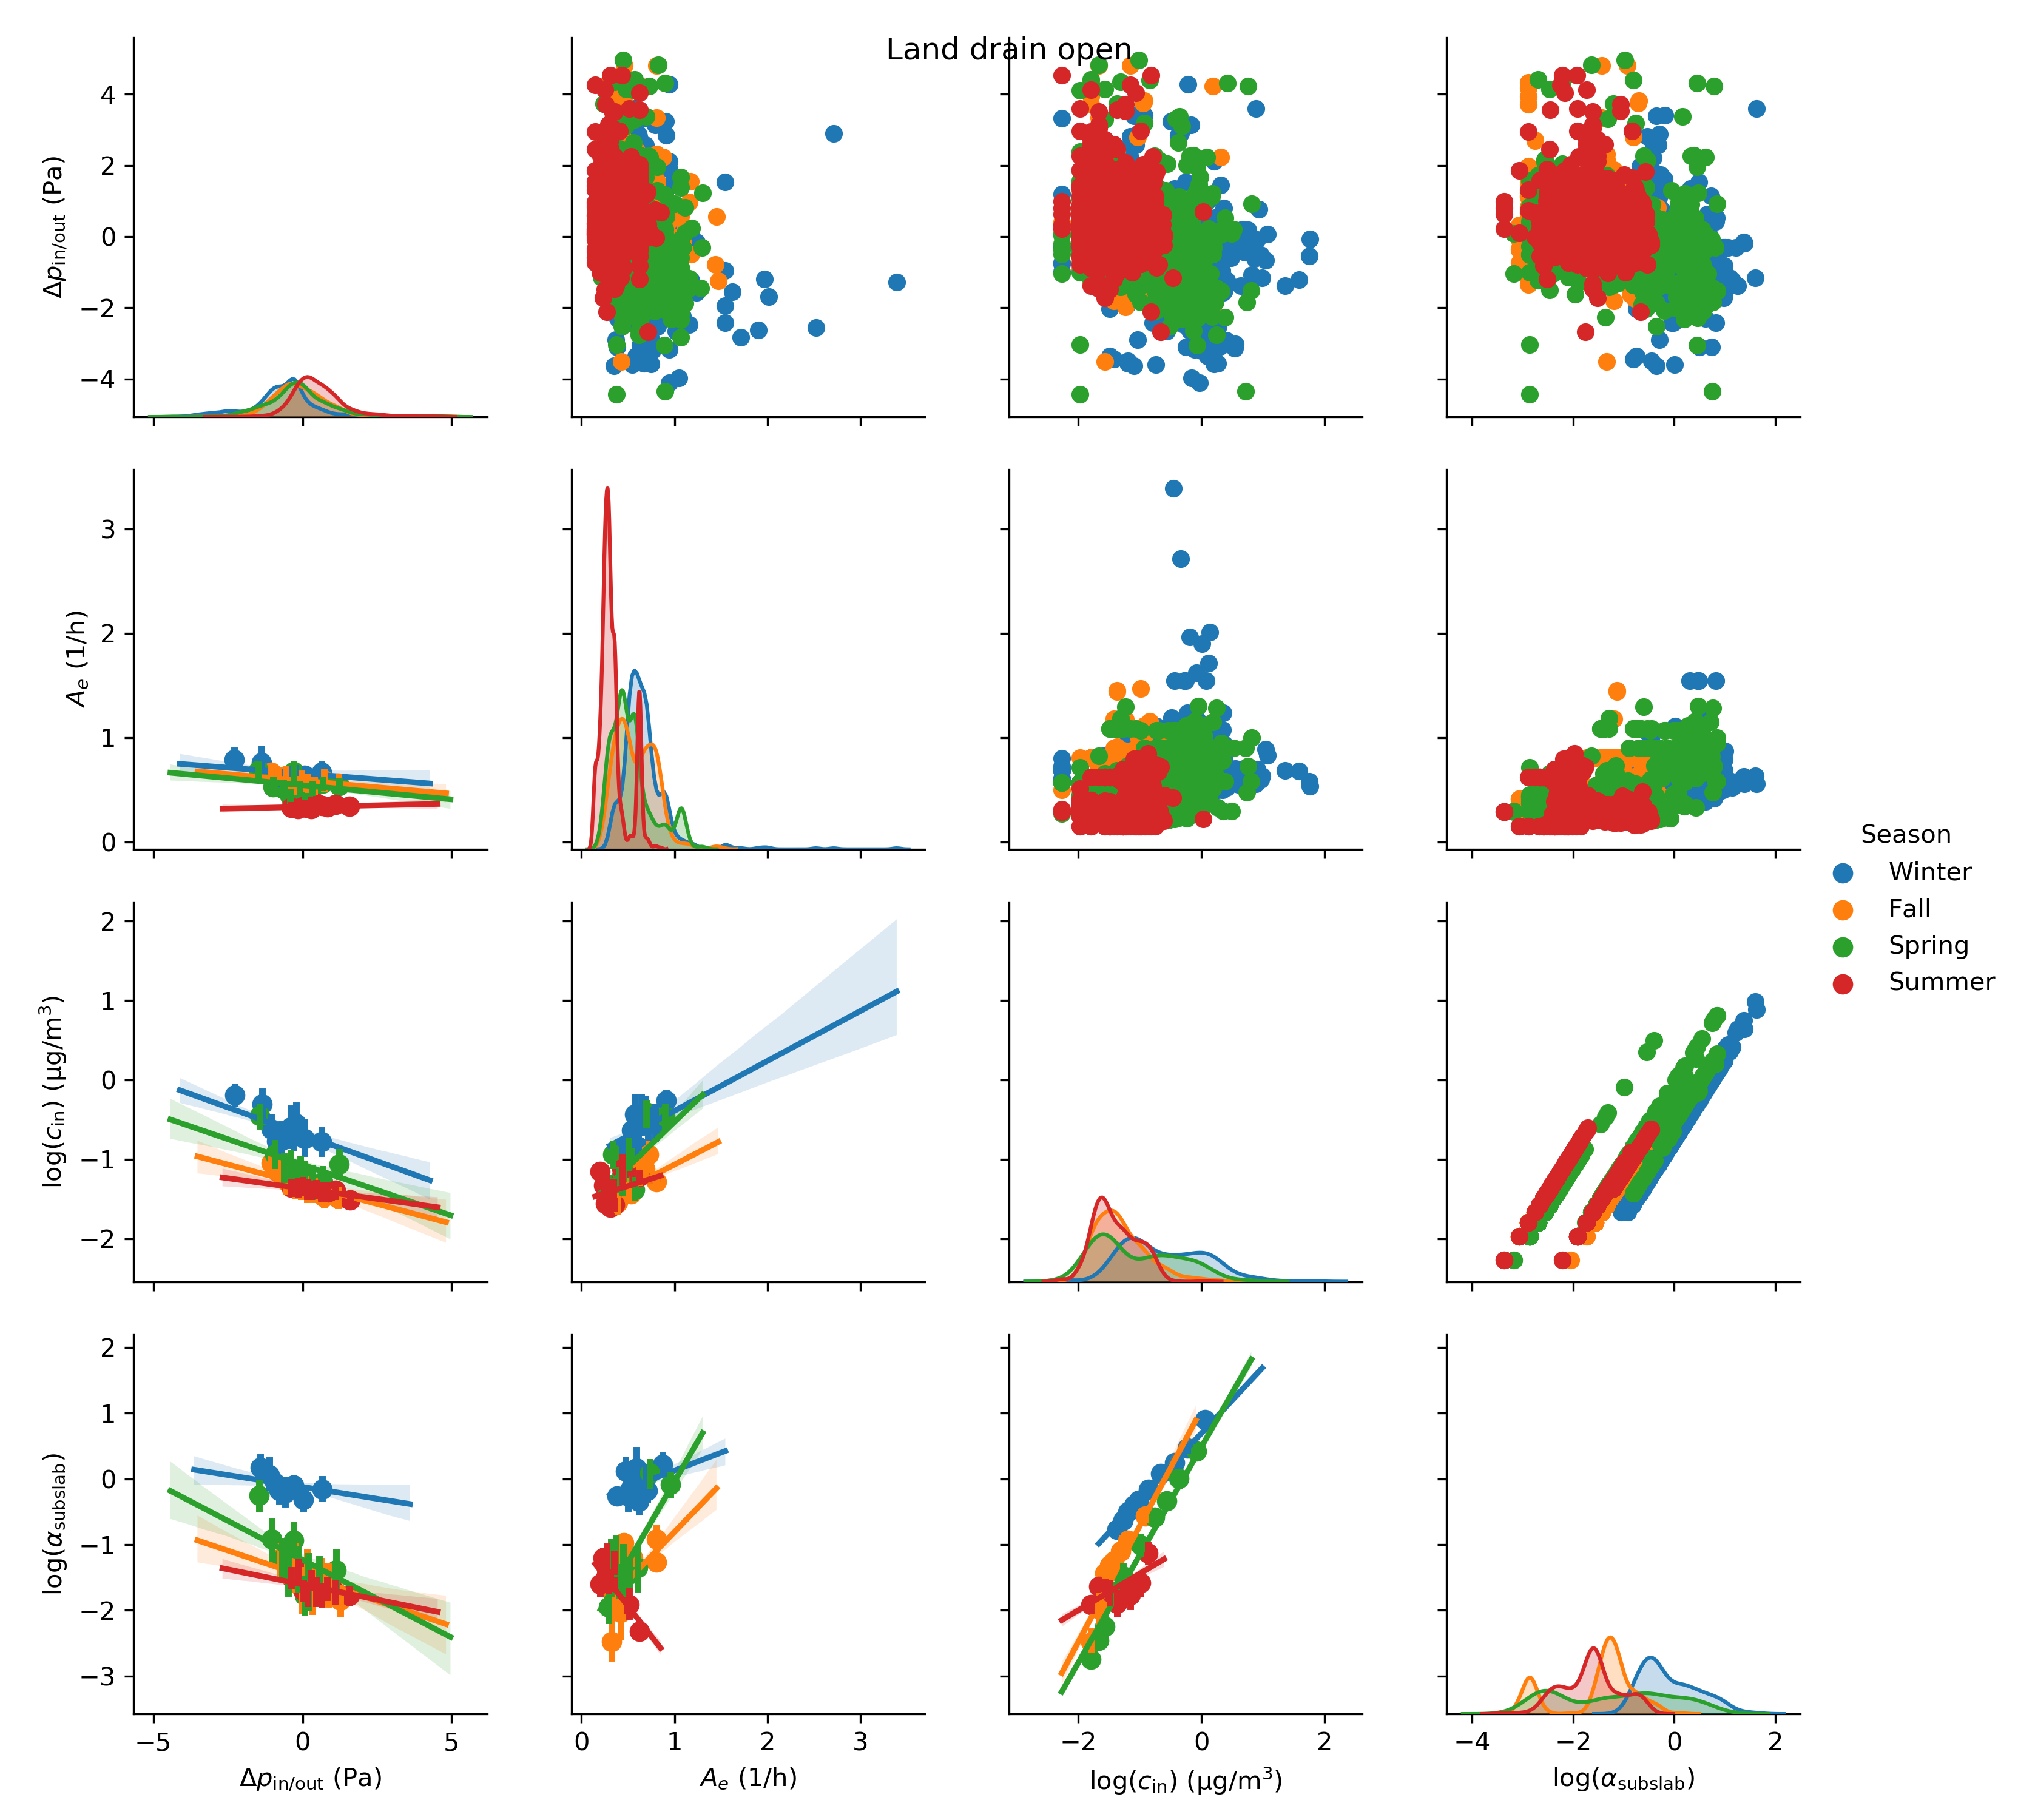 Land drain open
4
2
0
−2
−4
Δp_in/out (Pa)
3
2
1
0
A_e (1/h)
Season
Winter
Fall
Spring
Summer
2
1
0
−1
−2
log(c_in) (μg/m³)
2
1
0
−1
−2
−3
log(α_subslab)
−5 0 5 0 1 2 3 −2 0 2 −4 −2 0 2
Δp_in/out (Pa) A_e (1/h) log(c_in) (μg/m³) log(α_subslab)